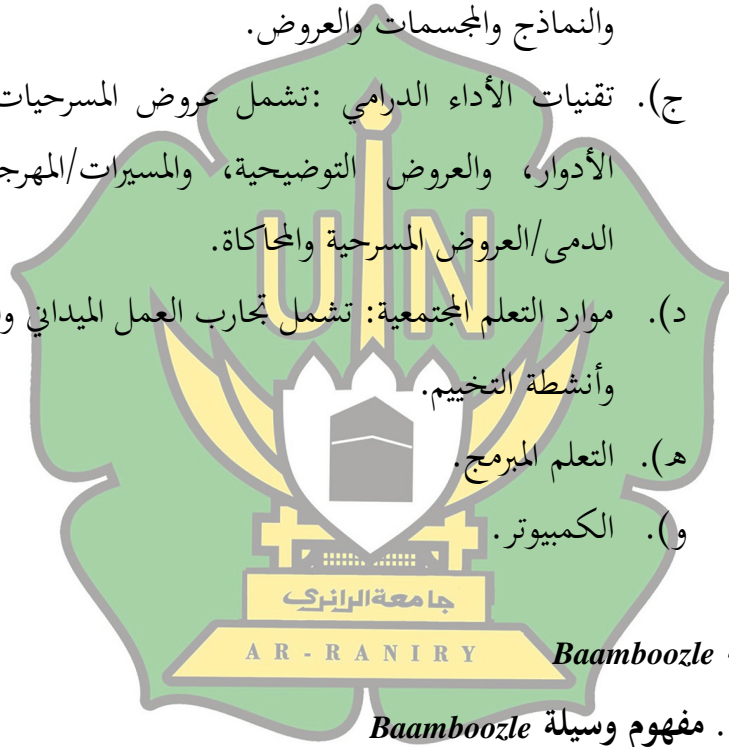 والنماذج والمجسمات والعروض.
ج). تقنيات الأداء الدرامي :تشمل عروض المسرحيات
الأدوار، والعروض التوضيحية، والمسيرات/المهرج
الدمى/العروض المسرحية والمحاكاة.
د). موارد التعلم المجتمعية: تشمل تجارب العمل الميداني وا
وأنشطة التخييم.
ه). التعلم المبرمج.
و). الكمبيوتر.
UIN
جامعة الرانري
AR-RANIRY
Baamboozle
. مفهوم وسيلة Baamboozle